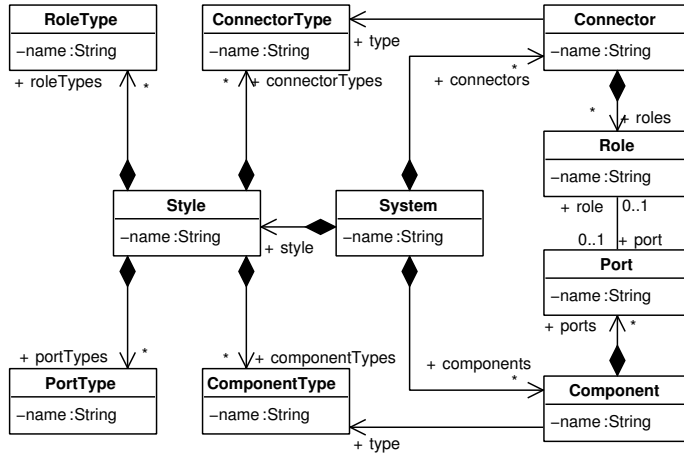 RoleType
−name :String
ConnectorType
−name :String
Connector
−name :String
+ type
+ roleTypes
*
*
+ connectorTypes
*
+ connectors
*
+ roles
Role
−name :String
Style
−name :String
System
−name :String
+ style
+ role
0..1
0..1
+ port
Port
−name :String
+ ports
*
+ portTypes
*
*
+ componentTypes
+ components
*
PortType
−name :String
ComponentType
−name :String
Component
−name :String
+ type